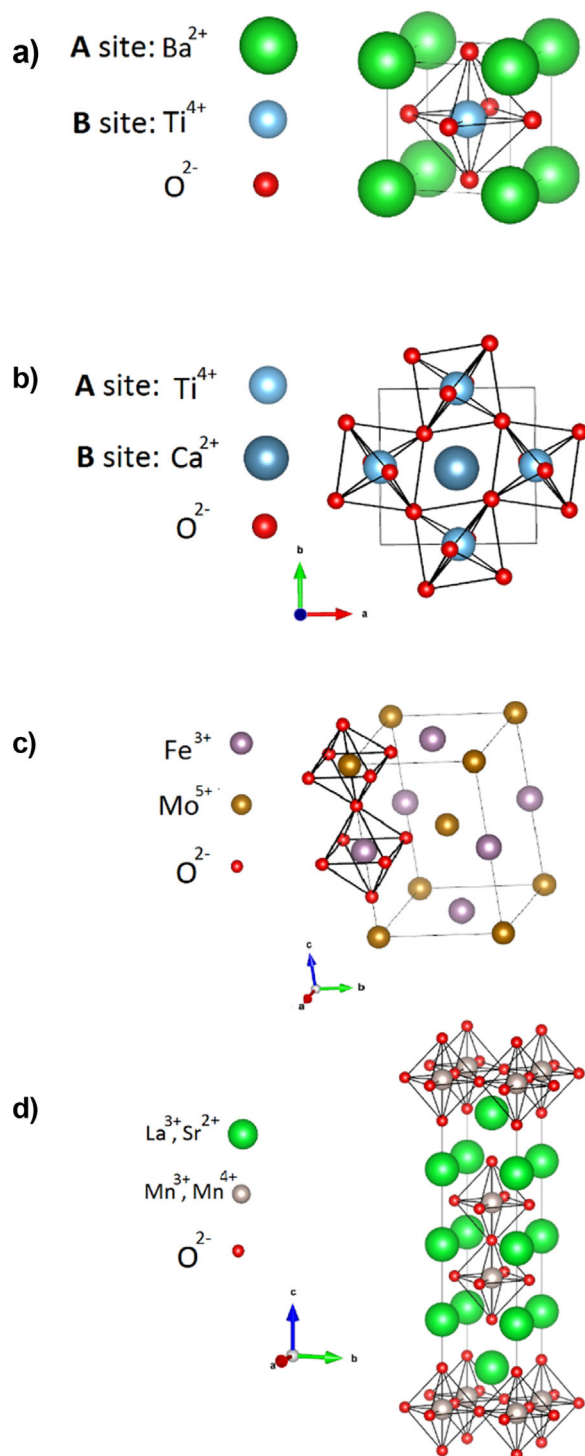 a)
A site: Ba2+
B site: Ti4+
O2-
b)
A site: Ti4+
B site: Ca2+
O2-
b
a
c)
Fe3+
Mo5+
O2-
c
b
a
d)
La3+, Sr2+
Mn3+, Mn4+
O2-
c
b
a